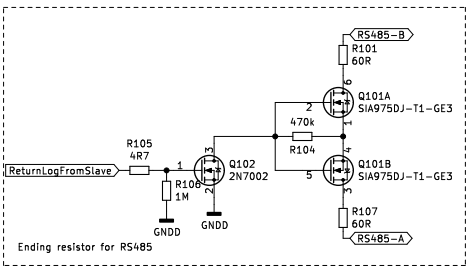 RS485-B
R101
60R
6
Q101A
SIA975DJ-T1-GE3
2
1
470k
R104
R105
4R7
3
4
Q102
2N7002
Q101B
SIA975DJ-T1-GE3
ReturnLogFromSlave
1
5
R106
1M
2
3
GNDD
GNDD
R107
60R
RS485-A
Ending resistor for RS485